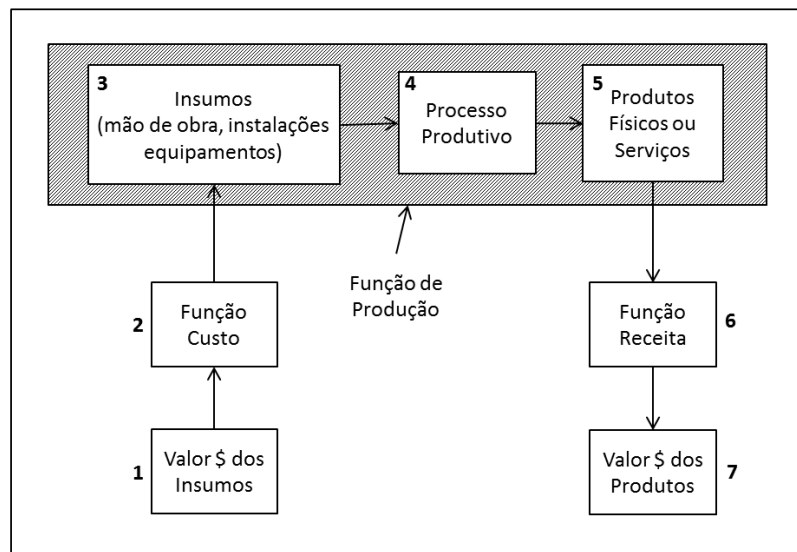 3
Insumos
(mão de obra, instalações
equipamentos)
4
Processo
Produtivo
5
Produtos
Físicos ou
Serviços
Função de
Produção
2
Função
Custo
Função
Receita
6
1
Valor $ dos
Insumos
Valor $ dos
Produtos
7